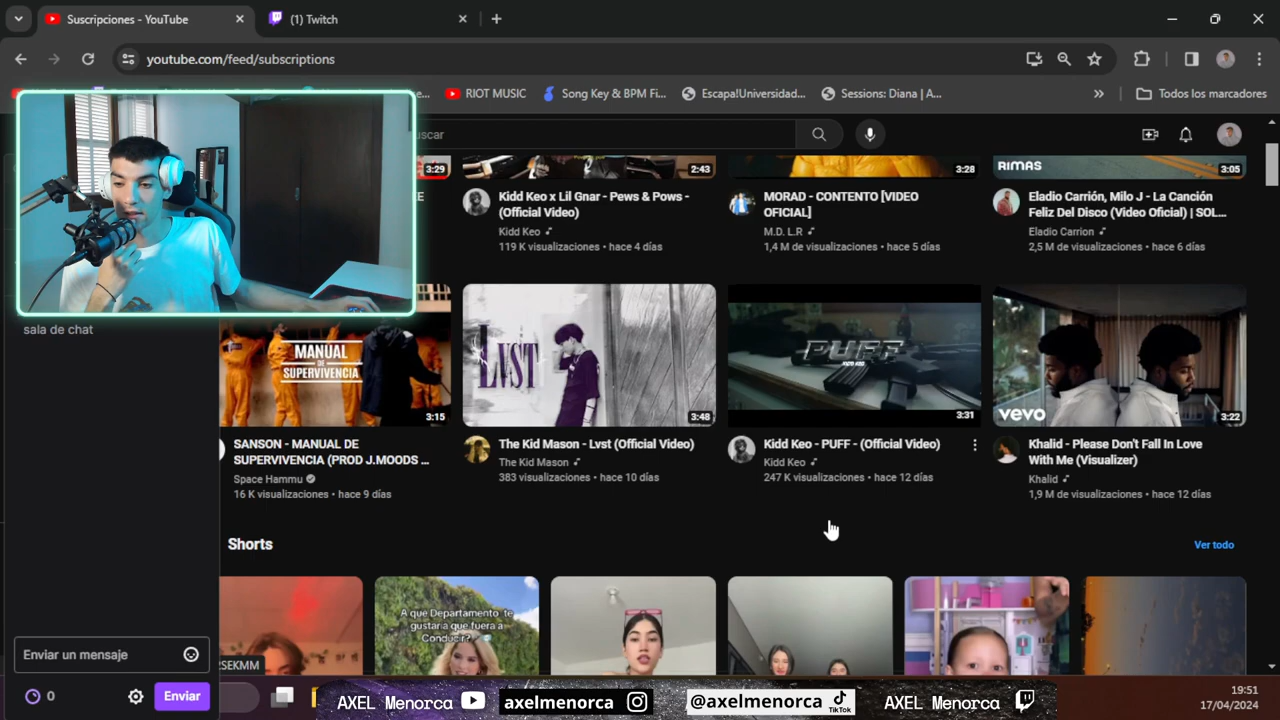 Suscripciones - YouTube
(1) Twitch
youtube.com/feed/subscriptions
RIOT MUSIC
Song Key & BPM Fi...
Escapa!Universidad...
Sessions: Diana | A...
»
Todos los marcadores
3:29
2:43
3:28
RIMAS
3:05
Kidd Keo x Lil Gnar - Pews & Pows -
(Official Video)
Kidd Keo
119 K visualizaciones • hace 4 días
MORAD - CONTENTO [VIDEO
OFICIAL]
M.D. L.R
1,4 M de visualizaciones • hace 5 días
Eladio Carrión, Milo J - La Canción
Feliz Del Disco (Video Oficial) | SOL...
Eladio Carrion
2,5 M de visualizaciones • hace 6 días
sala de chat
MANUAL
DE
SUPERVIVENCIA
3:15
LVST
3:48
PUFF
3:31
vevo
3:22
SANSON - MANUAL DE
SUPERVIVENCIA (PROD J.MOODS ...
Space Hammu
16 K visualizaciones • hace 9 días
The Kid Mason - Lvst (Official Video)
The Kid Mason
383 visualizaciones • hace 10 días
Kidd Keo - PUFF - (Official Video)
Kidd Keo
247 K visualizaciones • hace 12 días
Khalid - Please Don't Fall In Love
With Me (Visualizer)
Khalid
1,9 M de visualizaciones • hace 12 días
Shorts
Ver todo
A que Departamento te
gustaria que fuera a
Conducir?
Enviar un mensaje
SEKMM
0
Enviar
AXEL Menorca
axelmenorca
@axelmenorca
TikTok
AXEL Menorca
19:51
17/04/2024